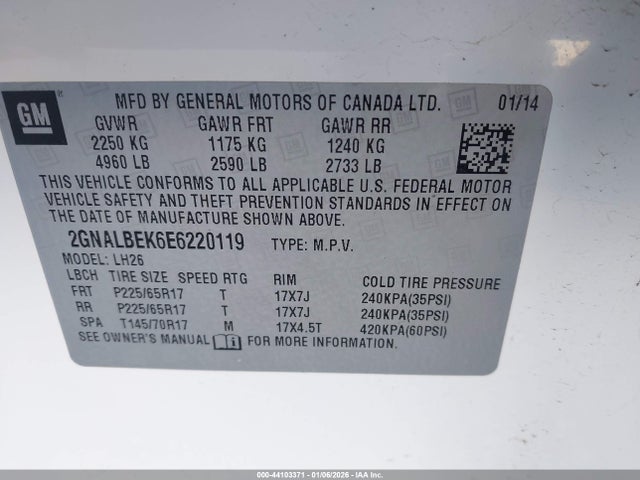 GM
MFD BY GENERAL MOTORS OF CANADA LTD. 01/14
GVWR GAWR FRT GAWR RR
2250 KG 1175 KG 1240 KG
4960 LB 2590 LB 2733 LB
THIS VEHICLE CONFORMS TO ALL APPLICABLE U.S. FEDERAL MOTOR
VEHICLE SAFETY AND THEFT PREVENTION STANDARDS IN EFFECT ON
THE DATE OF MANUFACTURE SHOWN ABOVE.
2GNALBEK6E6220119 TYPE: M.P.V.
MODEL: LH26
LBCH TIRE SIZE SPEED RTG RIM COLD TIRE PRESSURE
FRT P225/65R17 T 17X7J 240KPA(35PSI)
RR P225/65R17 T 17X7J 240KPA(35PSI)
SPA T145/70R17 M 17X4.5T 420KPA(60PSI)
SEE OWNER'S MANUAL FOR MORE INFORMATION.
000-44103371 - 01/06/2026 - IAA Inc.